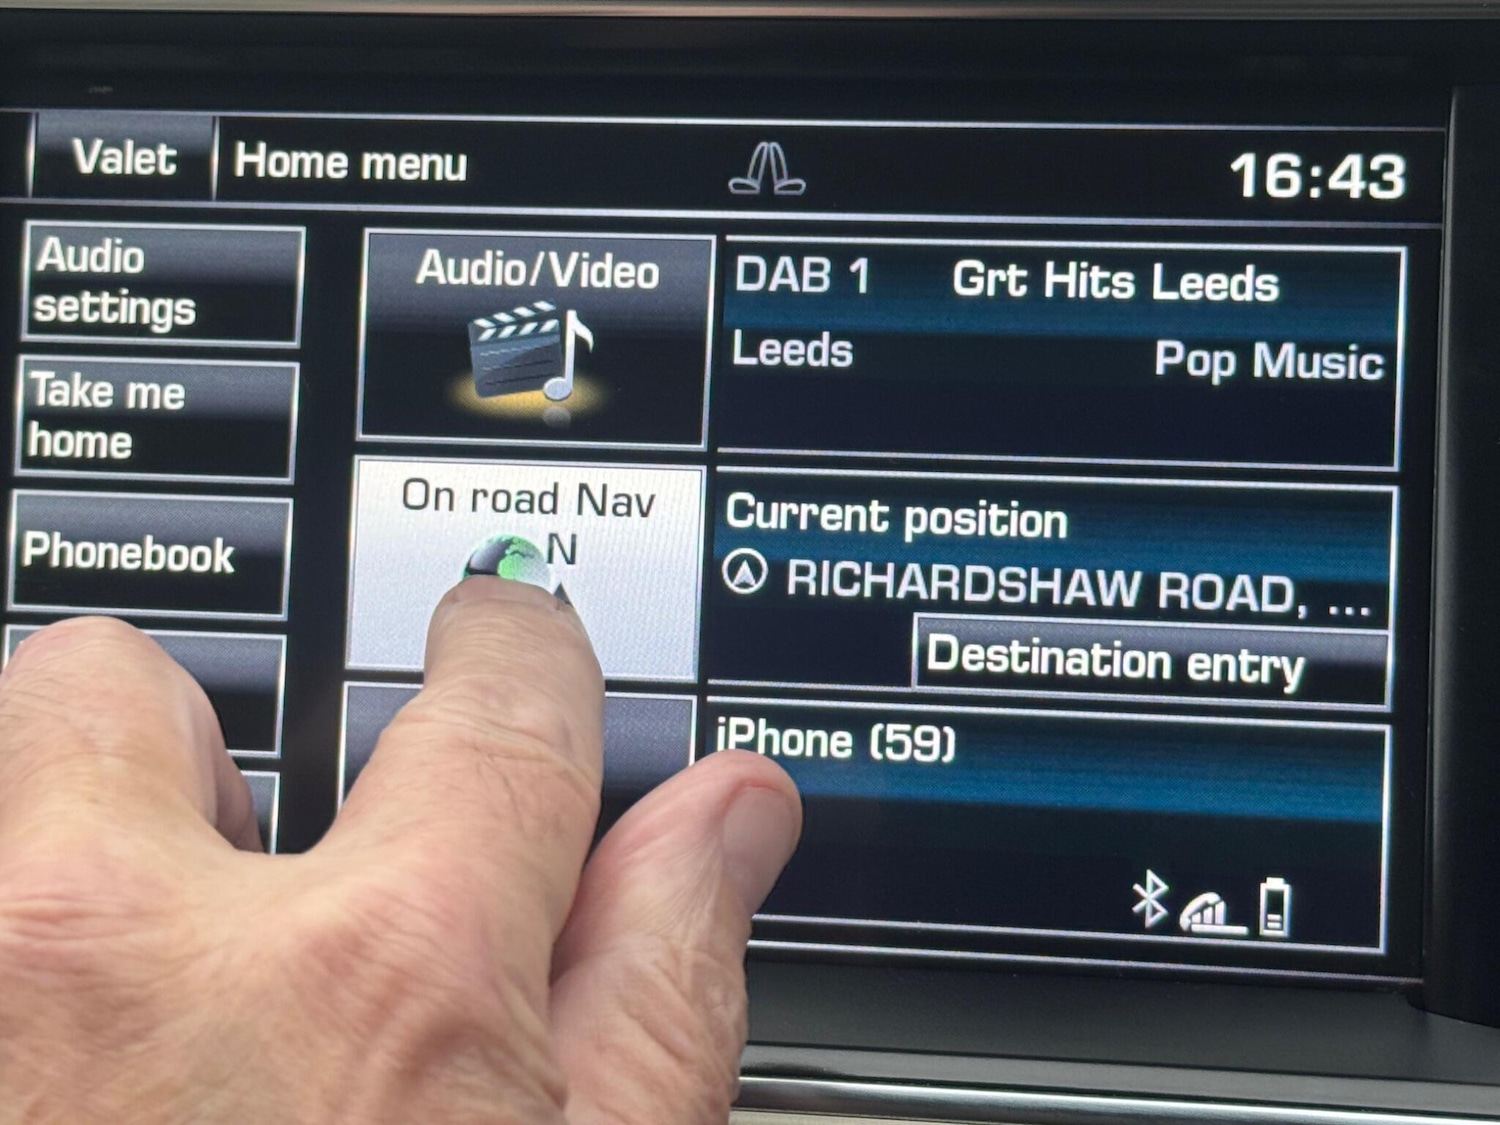 Valet
Home menu
16:43
Audio
settings
Take me
home
Phonebook
Audio/Video
On road Nav
N
DAB 1
Grt Hits Leeds
Leeds
Pop Music
Current position
RICHARDSHAW ROAD, ...
Destination entry
iPhone (59)